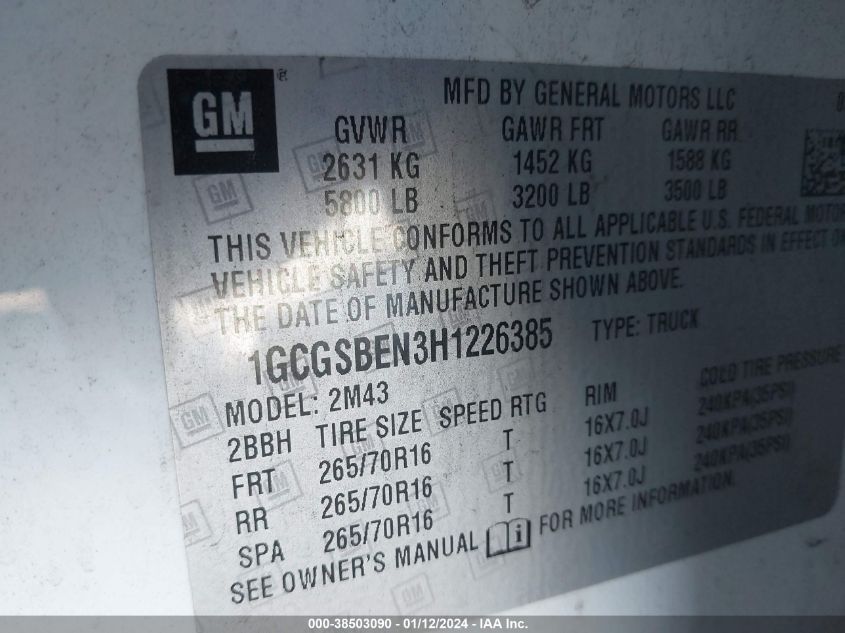 GM ®
MFD BY GENERAL MOTORS LLC 0
GVWR GAWR FRT GAWR RR
2631 KG 1452 KG 1588 KG
5800 LB 3200 LB 3500 LB
THIS VEHICLE CONFORMS TO ALL APPLICABLE U.S. FEDERAL MOTOR
VEHICLE SAFETY AND THEFT PREVENTION STANDARDS IN EFFECT ON
THE DATE OF MANUFACTURE SHOWN ABOVE.
1GCGSBEN3H1226385 TYPE: TRUCK
MODEL: 2M43
2BBH TIRE SIZE SPEED RTG RIM COLD TIRE PRESSURE
FRT 265/70R16 T 16X7.0J 240KPA(35PSI)
RR 265/70R16 T 16X7.0J 240KPA(35PSI)
SPA 265/70R16 T 16X7.0J 240KPA(35PSI)
SEE OWNER'S MANUAL FOR MORE INFORMATION.
000-38503090 - 01/12/2024 - IAA Inc.